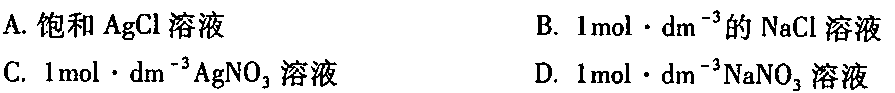 A. 饱和 AgCl 溶液 B. 1mol · dm⁻³的 NaCl 溶液
C. 1mol · dm⁻³AgNO₃ 溶液 D. 1mol · dm⁻³NaNO₃ 溶液